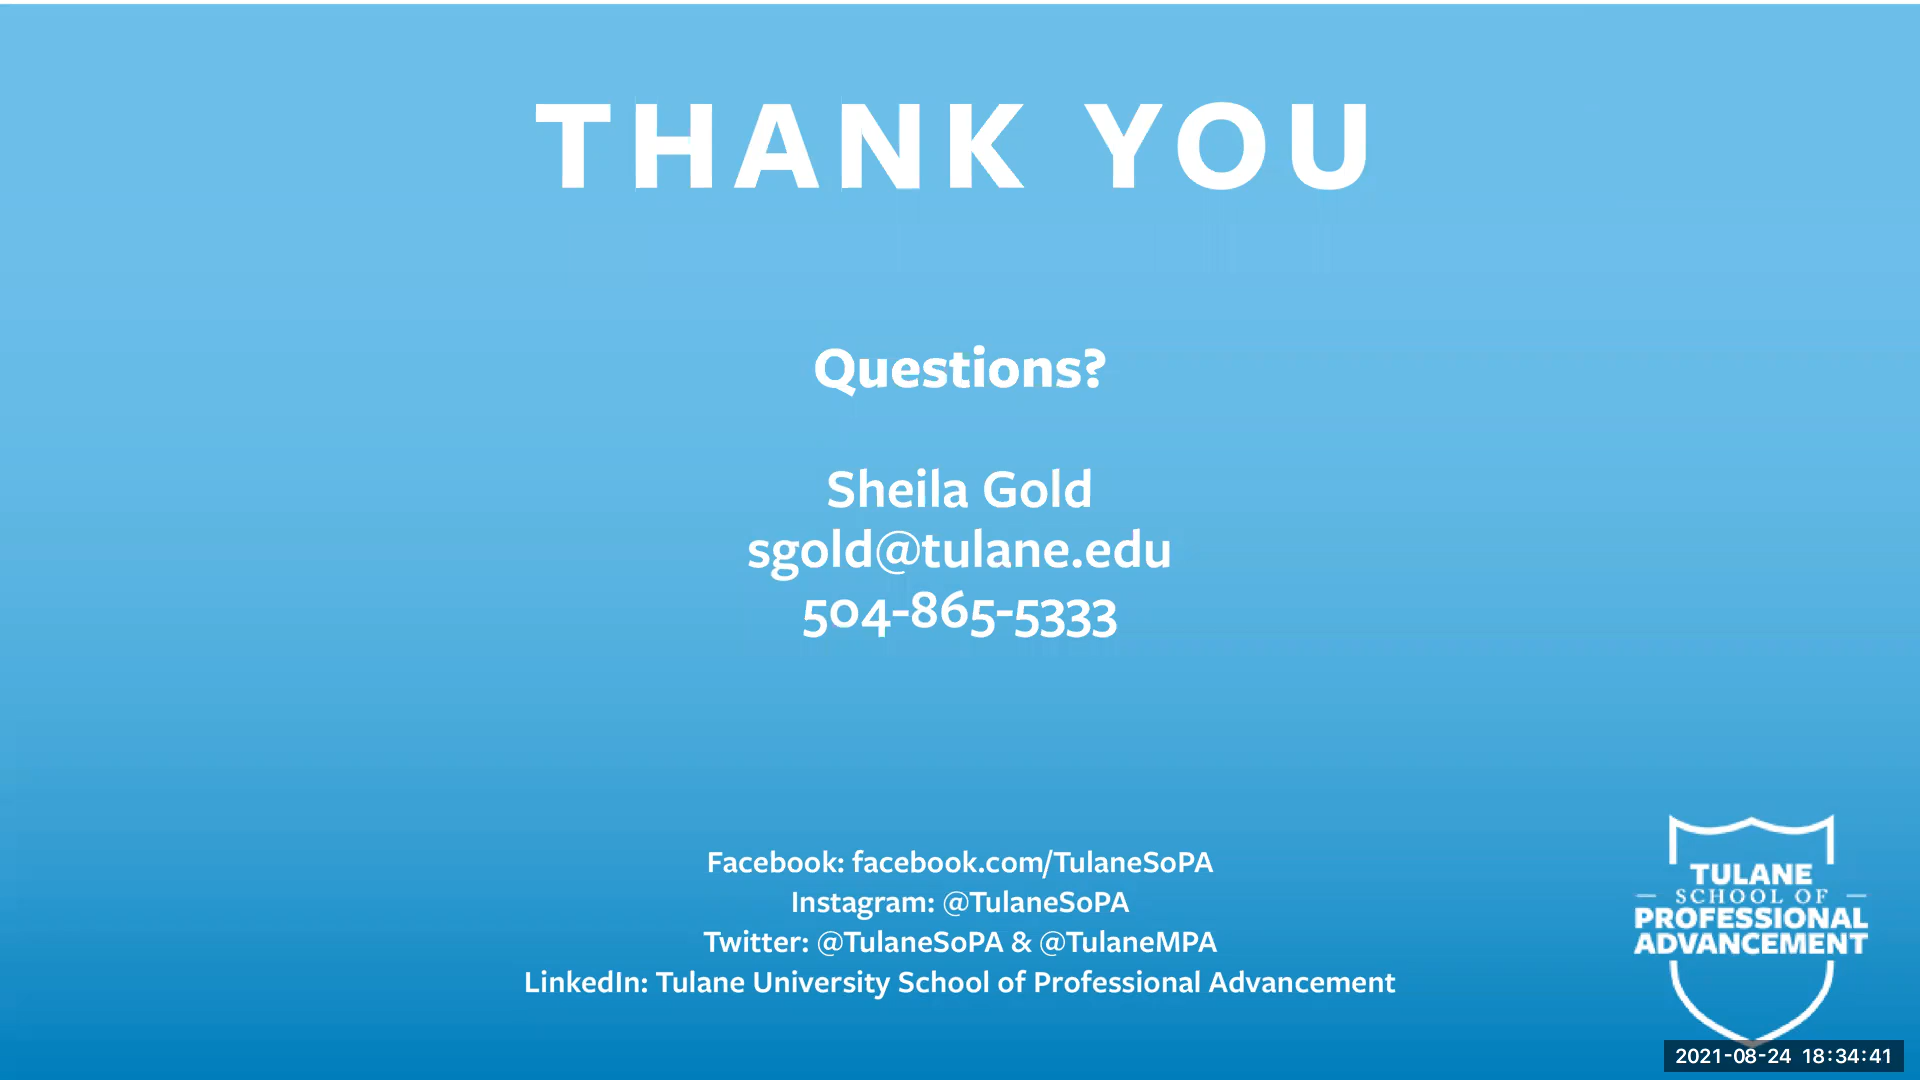 THANK YOU
Questions?
Sheila Gold
sgold@tulane.edu
504-865-5333
Facebook: facebook.com/TulaneSoPA
Instagram: @TulaneSoPA
Twitter: @TulaneSoPA & @TulaneMPA
LinkedIn: Tulane University School of Professional Advancement
TULANE
SCHOOL OF
PROFESSIONAL
ADVANCEMENT
2021-08-24 18:34:41